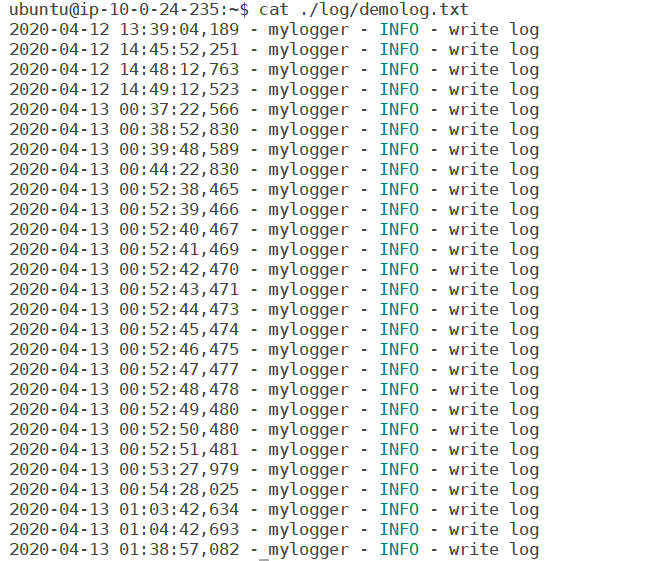 ubuntu@ip-10-0-24-235:~$ cat ./log/demolog.txt
2020-04-12 13:39:04,189 - mylogger - INFO - write log
2020-04-12 14:45:52,251 - mylogger - INFO - write log
2020-04-12 14:48:12,763 - mylogger - INFO - write log
2020-04-12 14:49:12,523 - mylogger - INFO - write log
2020-04-13 00:37:22,566 - mylogger - INFO - write log
2020-04-13 00:38:52,830 - mylogger - INFO - write log
2020-04-13 00:39:48,589 - mylogger - INFO - write log
2020-04-13 00:44:22,830 - mylogger - INFO - write log
2020-04-13 00:52:38,465 - mylogger - INFO - write log
2020-04-13 00:52:39,466 - mylogger - INFO - write log
2020-04-13 00:52:40,467 - mylogger - INFO - write log
2020-04-13 00:52:41,469 - mylogger - INFO - write log
2020-04-13 00:52:42,470 - mylogger - INFO - write log
2020-04-13 00:52:43,471 - mylogger - INFO - write log
2020-04-13 00:52:44,473 - mylogger - INFO - write log
2020-04-13 00:52:45,474 - mylogger - INFO - write log
2020-04-13 00:52:46,475 - mylogger - INFO - write log
2020-04-13 00:52:47,477 - mylogger - INFO - write log
2020-04-13 00:52:48,478 - mylogger - INFO - write log
2020-04-13 00:52:49,480 - mylogger - INFO - write log
2020-04-13 00:52:50,480 - mylogger - INFO - write log
2020-04-13 00:52:51,481 - mylogger - INFO - write log
2020-04-13 00:53:27,979 - mylogger - INFO - write log
2020-04-13 00:54:28,025 - mylogger - INFO - write log
2020-04-13 01:03:42,634 - mylogger - INFO - write log
2020-04-13 01:04:42,693 - mylogger - INFO - write log
2020-04-13 01:38:57,082 - mylogger - INFO - write log